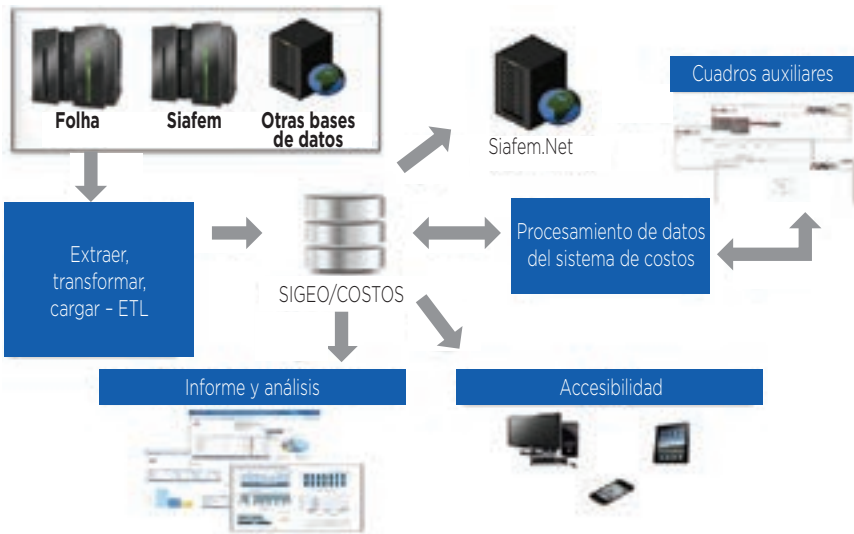 Folha
Siafem
Otras bases
de datos
Siafem.Net
Cuadros auxiliares
Extraer,
transformar,
cargar – ETL
SIGEO/COSTOS
Procesamiento de datos
del sistema de costos
Informe y análisis
Accesibilidad